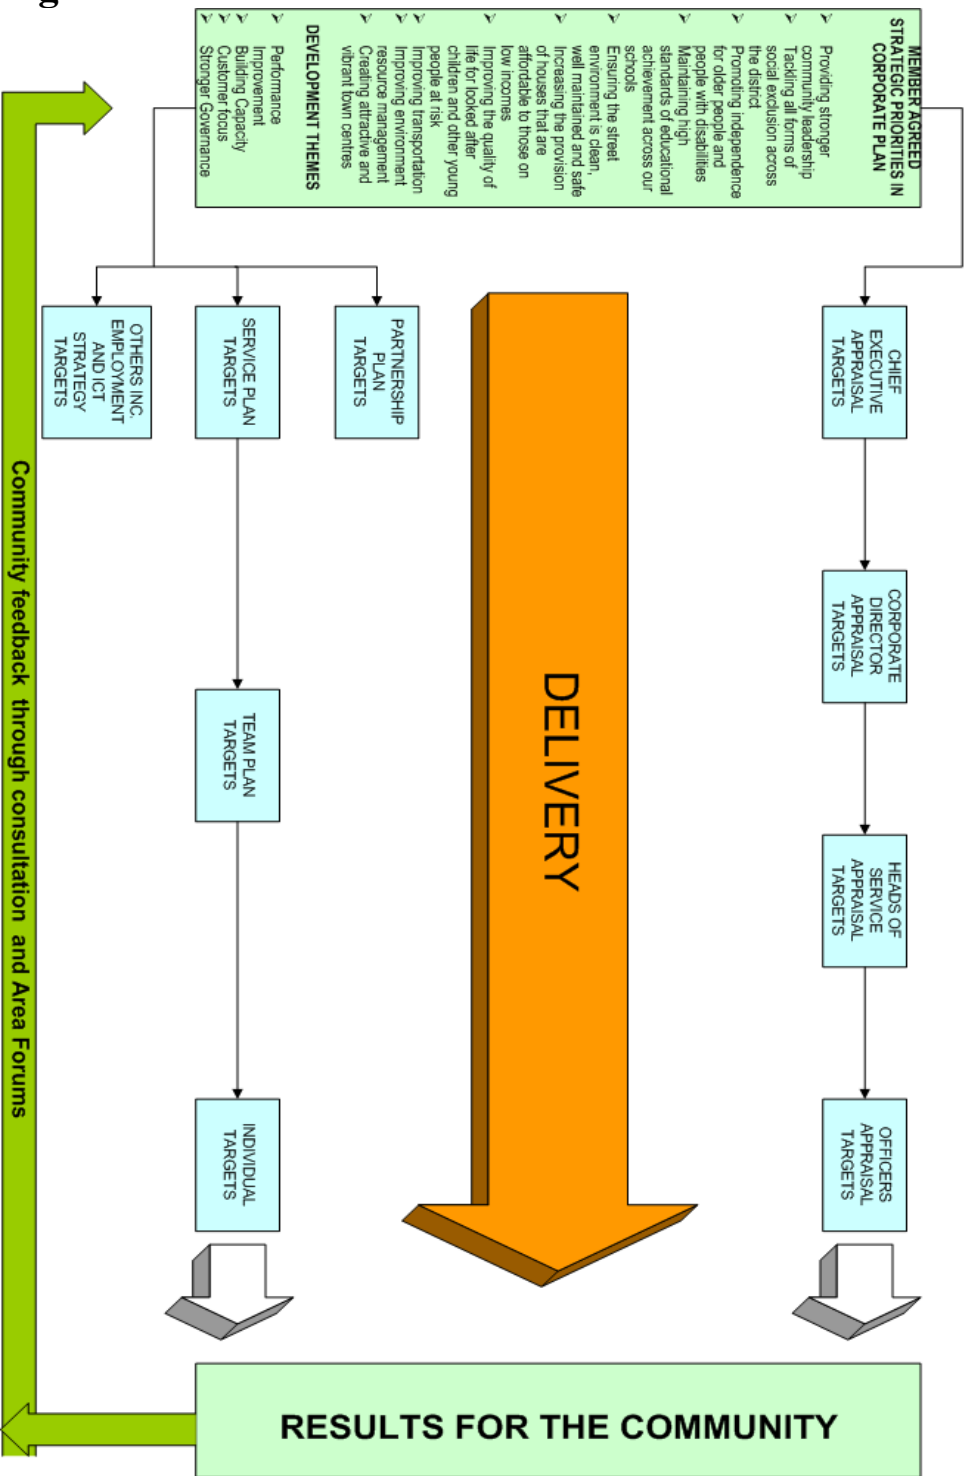 g
MEMBER AGREED
STRATEGIC PRIORITIES IN
CORPORATE PLAN
➢ Providing stronger
community leadership
➢ Tackling all forms of
social exclusion across
the district
➢ Promoting independence
for older people and
people with disabilities
➢ Maintaining high
standards of educational
achievement across our
schools
➢ Ensuring the street
environment is clean,
well maintained and safe
➢ Increasing the provision
of houses that are
affordable to those on
low incomes
➢ Improving the quality of
life for looked after
children and other young
people at risk
➢ Improving transportation
➢ Improving environment
resource management
➢ Creating attractive and
vibrant town centres
DEVELOPMENT THEMES
➢ Performance
Improvement
➢ Building Capacity
➢ Customer focus
➢ Stronger Governance
CHIEF
EXECUTIVE
APPRAISAL
TARGETS
CORPORATE
DIRECTOR
APPRAISAL
TARGETS
HEADS OF
SERVICE
APPRAISAL
TARGETS
OFFICERS
APPRAISAL
TARGETS
DELIVERY
PARTNERSHIP
PLAN
TARGETS
SERVICE PLAN
TARGETS
TEAM PLAN
TARGETS
INDIVIDUAL
TARGETS
OTHERS INC.
EMPLOYMENT
AND ICT
STRATEGY
TARGETS
RESULTS FOR THE COMMUNITY
Community feedback through consultation and Area Forums